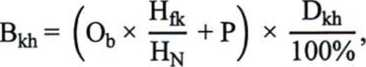 B_kh = (O_b × H_fk / H_N + P) × D_kh / 100%,